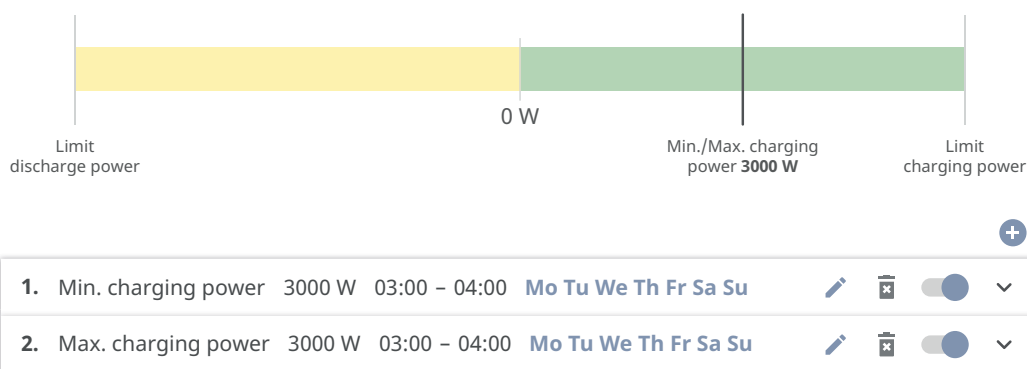 0 W
Limit
discharge power
Min./Max. charging
power 3000 W
Limit
charging power
1. Min. charging power 3000 W 03:00 – 04:00 Mo Tu We Th Fr Sa Su
2. Max. charging power 3000 W 03:00 – 04:00 Mo Tu We Th Fr Sa Su